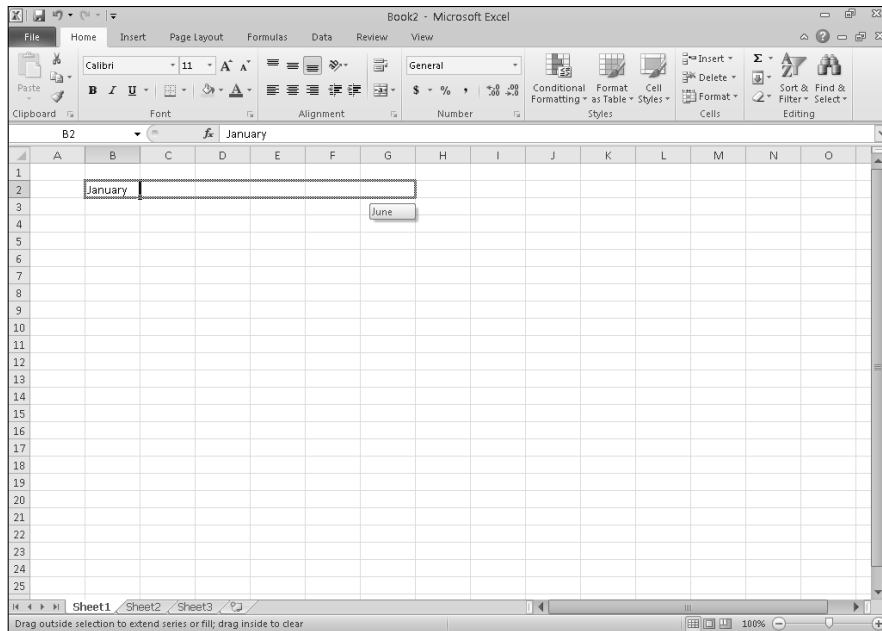 Book2 - Microsoft Excel
File Home Insert Page Layout Formulas Data Review View
Paste
Calibri 11 A A
B I U A
General
$ % , .0 .00 .00 .0
Conditional Formatting
Format as Table
Cell Styles
Insert
Delete
Format
Σ
Sort & Filter
Find & Select
Clipboard Font Alignment Number Styles Cells Editing
B2 fx January
A B C D E F G H I J K L M N O
1
2 January
3 June
4
5
6
7
8
9
10
11
12
13
14
15
16
17
18
19
20
21
22
23
24
25
Sheet1 Sheet2 Sheet3
Drag outside selection to extend series or fill; drag inside to clear 100%